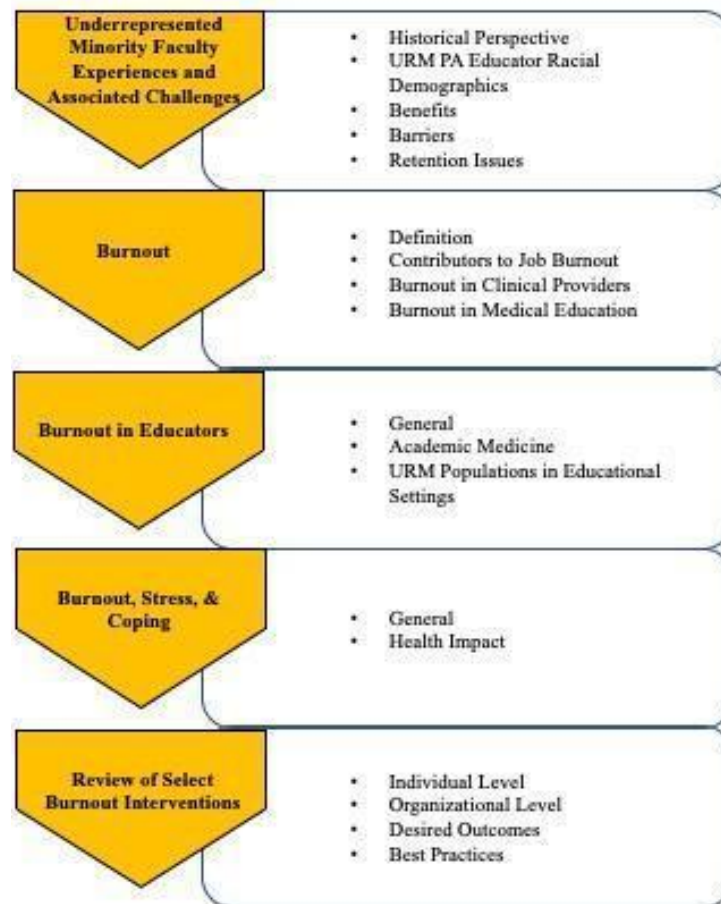 Underrepresented
Minority Faculty
Experiences and
Associated Challenges
• Historical Perspective
• URM PA Educator Racial
Demographics
• Benefits
• Barriers
• Retention Issues
Burnout
• Definition
• Contributors to Job Burnout
• Burnout in Clinical Providers
• Burnout in Medical Education
Burnout in Educators
• General
• Academic Medicine
• URM Populations in Educational
Settings
Burnout, Stress, &
Coping
• General
• Health Impact
Review of Select
Burnout Interventions
• Individual Level
• Organizational Level
• Desired Outcomes
• Best Practices